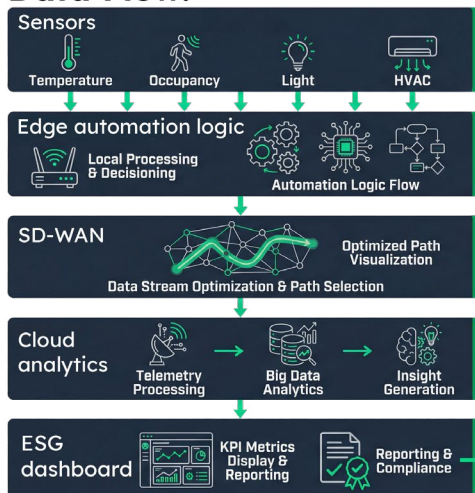 Sensors
Temperature
Occupancy
Light
HVAC
Edge automation logic
Local Processing
& Decisioning
Automation Logic Flow
SD-WAN
Optimized Path
Visualization
Data Stream Optimization & Path Selection
Cloud
analytics
Telemetry
Processing
Big Data
Analytics
Insight
Generation
ESG
dashboard
KPI Metrics
Display &
Reporting
Reporting &
Compliance